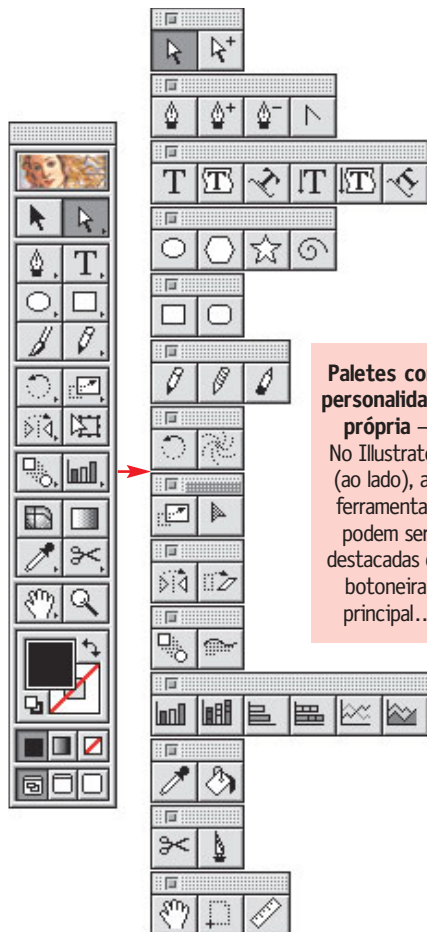 Paletes co
personalida
própria –
No Illustrato
(ao lado), a
ferramenta
podem ser
destacadas
botoneira
principal..